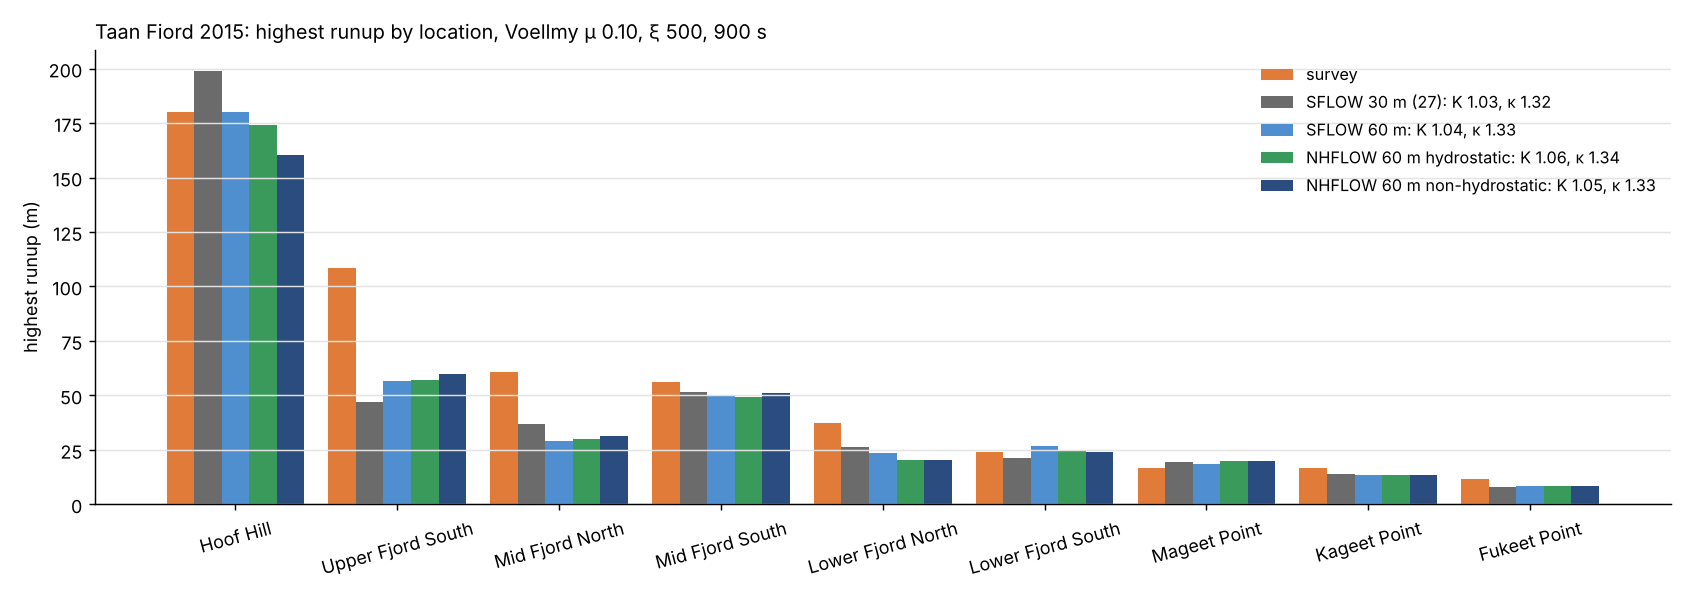 Taan Fiord 2015: highest runup by location, Voellmy μ 0.10, ξ 500, 900 s
survey
SFLOW 30 m (27): K 1.03, κ 1.32
SFLOW 60 m: K 1.04, κ 1.33
NHFLOW 60 m hydrostatic: K 1.06, κ 1.34
NHFLOW 60 m non-hydrostatic: K 1.05, κ 1.33
highest runup (m)
200
175
150
125
100
75
50
25
0
Hoof Hill
Upper Fjord South
Mid Fjord North
Mid Fjord South
Lower Fjord North
Lower Fjord South
Mageet Point
Kageet Point
Fukeet Point